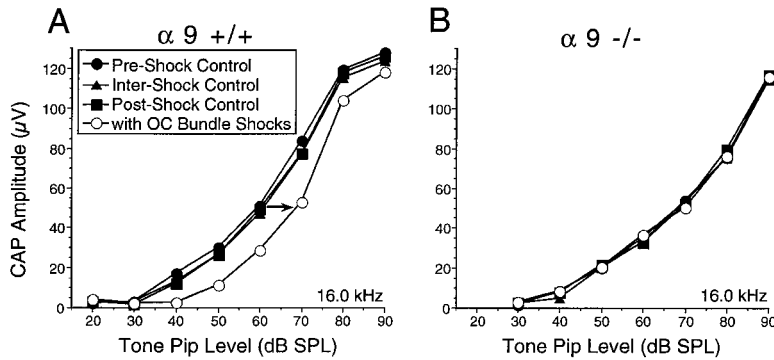 A
α 9 +/+
Pre-Shock Control
Inter-Shock Control
Post-Shock Control
with OC Bundle Shocks
CAP Amplitude (µV)
120
100
80
60
40
20
0
16.0 kHz
20 30 40 50 60 70 80 90
Tone Pip Level (dB SPL)
B
α 9 -/-
120
100
80
60
40
20
0
16.0 kHz
20 30 40 50 60 70 80 90
Tone Pip Level (dB SPL)